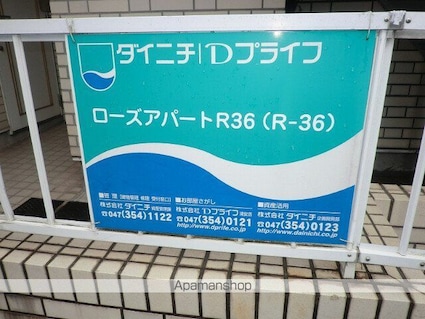 ダイニチ|Dプライフ
ローズアパートR36(R-36)
■管 理
株式会社 ダイニチ
☎047(354)1122
■お部屋さがし
株式会社 Dプライフ
☎047(354)0121
http://www.dprife.co.jp
■資産活用
株式会社 ダイニチ
☎047(354)0123
http://www.dainichi.co.jp
Apamanshop